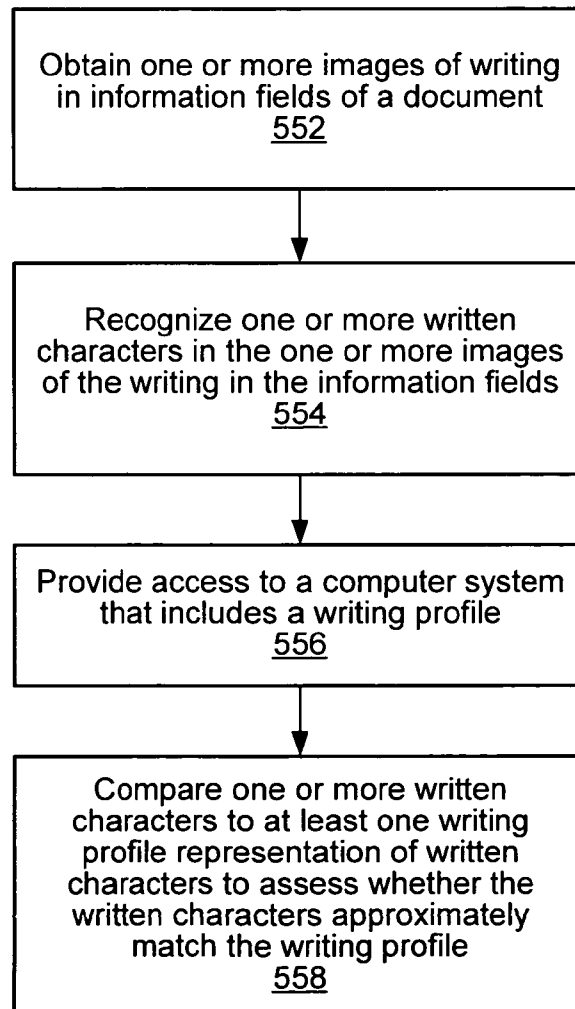 Obtain one or more images of writing
in information fields of a document
552
Recognize one or more written
characters in the one or more images
of the writing in the information fields
554
Provide access to a computer system
that includes a writing profile
556
Compare one or more written
characters to at least one writing
profile representation of written
characters to assess whether the
written characters approximately
match the writing profile
558